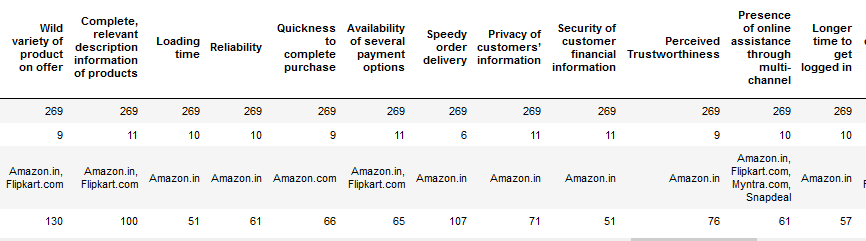 Wild
variety of
product
on offer
Complete,
relevant
description
information
of products
Loading
time
Reliability
Quickness
to
complete
purchase
Availability
of several
payment
options
Speedy
order
delivery
Privacy of
customers'
information
Security of
customer
financial
information
Perceived
Trustworthiness
Presence
of online
assistance
through
multi-
channel
Longer
time to
get
logged in
269 269 269 269 269 269 269 269 269 269 269 269
9 11 10 10 9 11 6 11 11 9 10 10
Amazon.in,
Flipkart.com
Amazon.in,
Flipkart.com
Amazon.in
Amazon.in
Amazon.com
Amazon.in,
Flipkart.com
Amazon.in
Amazon.in
Amazon.in
Amazon.in
Amazon.in,
Flipkart.com,
Myntra.com,
Snapdeal
Amazon.in
130 100 51 61 66 65 107 71 51 76 61 57